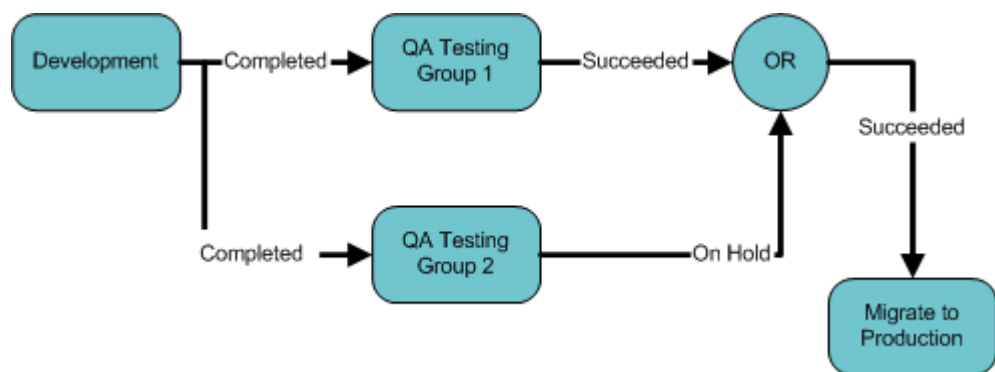 Development
Completed
QA Testing
Group 1
Succeeded
OR
Succeeded
Completed
QA Testing
Group 2
On Hold
Migrate to
Production